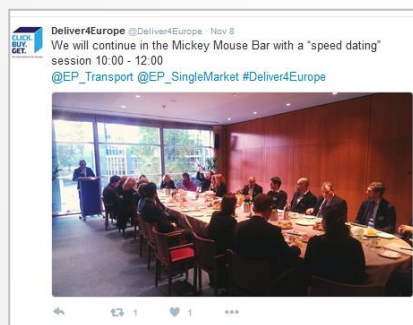 CLICK.
BUY.
GET.
Deliver4Europe @Deliver4Europe · Nov 8
We will continue in the Mickey Mouse Bar with a "speed dating"
session 10:00 - 12:00
@EP_Transport @EP_SingleMarket #Deliver4Europe
1 1